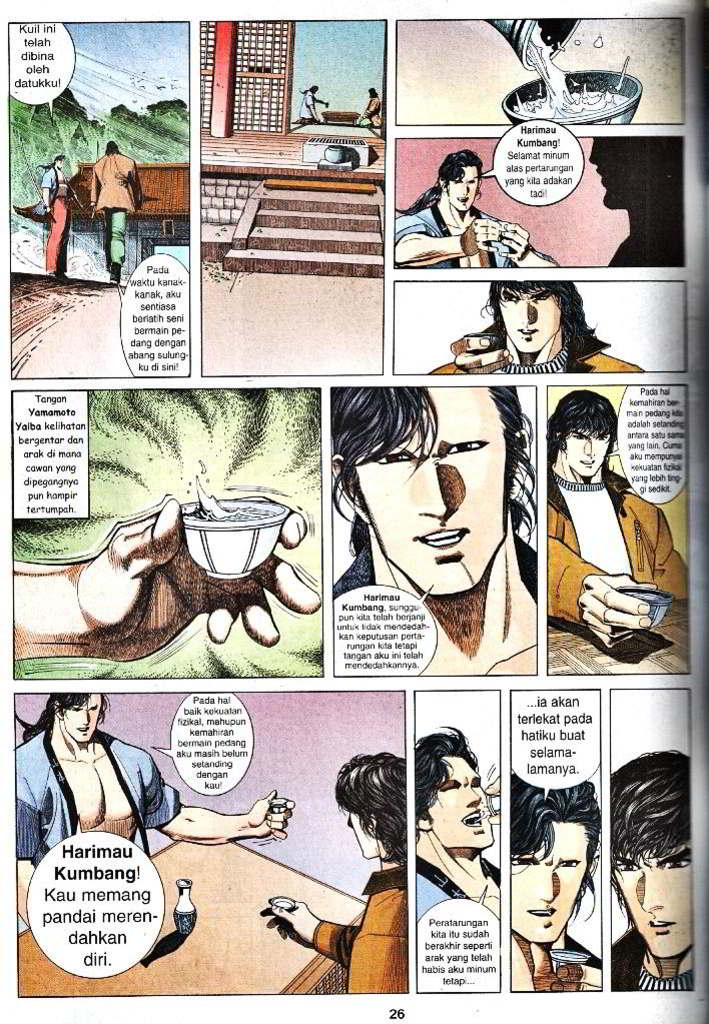 Kuil ini
telah
dibina
oleh
datukku!
Pada
waktu kanak-
kanak, aku
sentiasa
berlatih seni
bermain pe-
dang dengan
abang sulung-
ku di sini!
Harimau
Kumbang!
Selamat minum
atas pertarungan
yang kita adakan
tadi!
Tangan
Yamamoto
Yaiba kelihatan
bergentar dan
arak di mana
cawan yang
dipegangnya
pun hampir
tertumpah.
Harimau
Kumbang, sunggu-
pun kita telah berjanji
untuk tidak mendedah-
kan keputusan perta-
rungan kita tetapi
tangan aku ini telah
mendedahkannya.
Pada hal
kemahiran ber-
main pedang kita
adalah setanding
antara satu sama
yang lain. Cuma
aku mempunyai
kekuatan fizikal
yang lebih ting-
gi sedikit.
Pada hal
baik kekuatan
fizikal, mahupun
kemahiran
bermain pedang
aku masih belum
setanding
dengan
kau!
Harimau
Kumbang!
Kau memang
pandai meren-
dahkan
diri.
Peratarungan
kita itu sudah
berakhir seperti
arak yang telah
habis aku minum
tetapi...
...ia akan
terlekat pada
hatiku buat
selama-
lamanya.
26